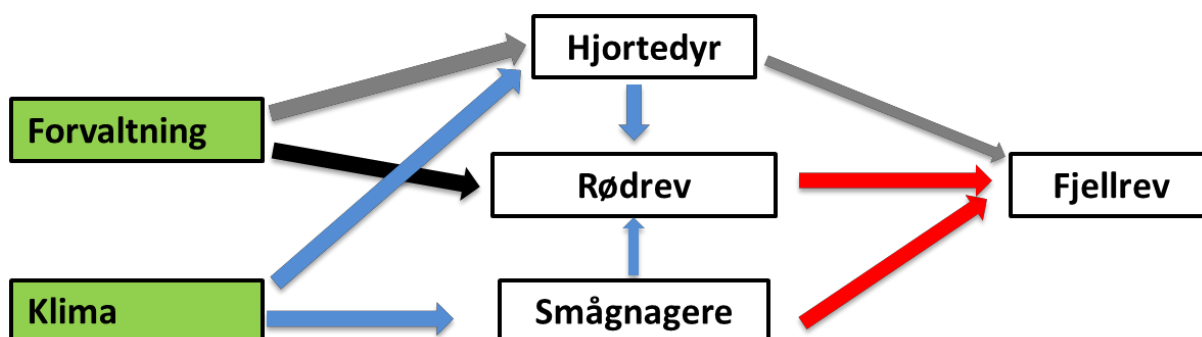 Hjortedyr
Forvaltning
Rødrev
Fjellrev
Klima
Smågnagere